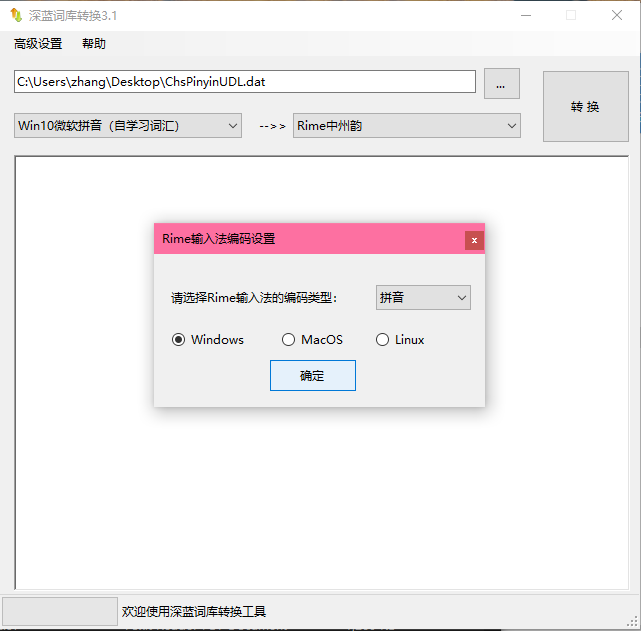 深蓝词库转换3.1
高级设置 帮助
C:\Users\zhang\Desktop\ChsPinyinUDL.dat
...
转 换
Win10微软拼音（自学习词汇）
-->>
Rime中州韵
Rime输入法编码设置
x
请选择Rime输入法的编码类型：
拼音
Windows
MacOS
Linux
确定
欢迎使用深蓝词库转换工具